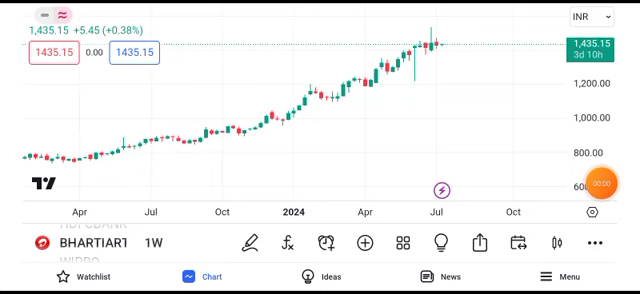 1,435.15 +5.45 (+0.38%)
INR
1435.15 0.00 1435.15
1,435.15
3d 10h
1,200.00
1,000.00
800.00
00:00
Apr Jul Oct 2024 Apr Jul Oct
HDFCBANK
BHARTIART 1W
WIPRO
Watchlist Chart Ideas News Menu